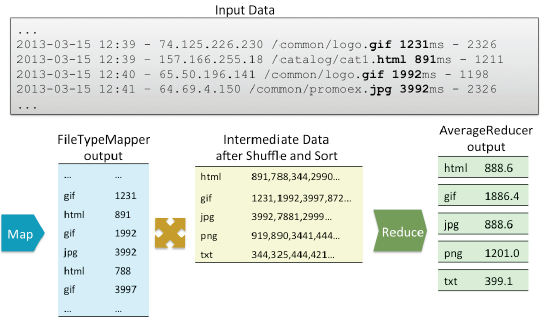 Input Data
...
2013-03-15 12:39 - 74.125.226.230 /common/logo.gif 1231ms - 2326
2013-03-15 12:39 - 157.166.255.18 /catalog/cat1.html 891ms - 1211
2013-03-15 12:40 - 65.50.196.141 /common/logo.gif 1992ms - 1198
2013-03-15 12:41 - 64.69.4.150 /common/promoex.jpg 3992ms - 2326
...
FileTypeMapper
output
... ...
gif 1231
html 891
gif 1992
jpg 3992
html 788
gif 3997
... ...
Map
Intermediate Data
after Shuffle and Sort
html 891,788,344,2990...
gif 1231,1992,3997,872...
jpg 3992,7881,2999...
png 919,890,3441,444...
txt 344,325,444,421...
Reduce
AverageReducer
output
html 888.6
gif 1886.4
jpg 888.6
png 1201.0
txt 399.1